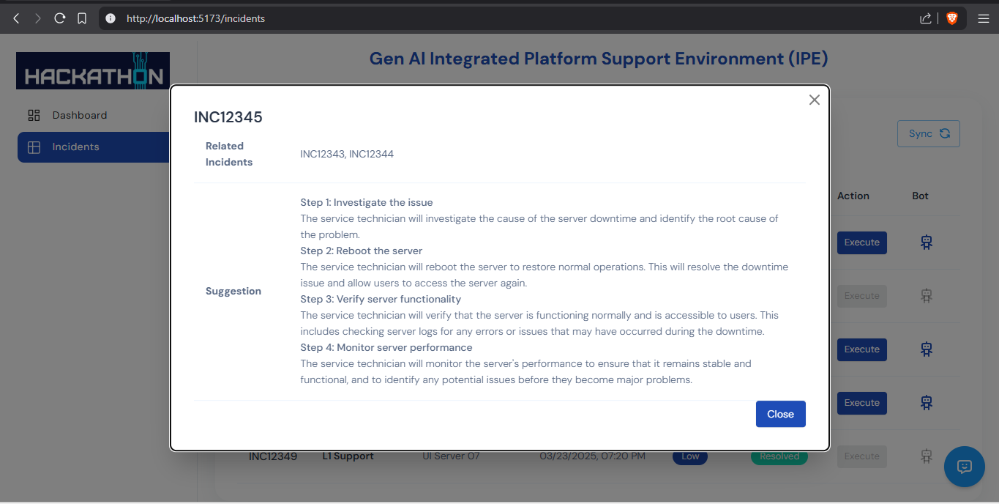 http://localhost:5173/incidents
HACKATHON
Gen AI Integrated Platform Support Environment (IPE)
Dashboard
Incidents
Sync
INC12345
Related
Incidents
INC12343, INC12344
Action
Bot
Suggestion
Step 1: Investigate the issue
The service technician will investigate the cause of the server downtime and identify the root cause of
the problem.
Step 2: Reboot the server
The service technician will reboot the server to restore normal operations. This will resolve the downtime
issue and allow users to access the server again.
Step 3: Verify server functionality
The service technician will verify that the server is functioning normally and is accessible to users. This
includes checking server logs for any errors or issues that may have occurred during the downtime.
Step 4: Monitor server performance
The service technician will monitor the server's performance to ensure that it remains stable and
functional, and to identify any potential issues before they become major problems.
Close
Execute
Execute
Execute
Execute
INC12349 L1 Support UI Server 07 03/23/2025, 07:20 PM Low Resolved Execute